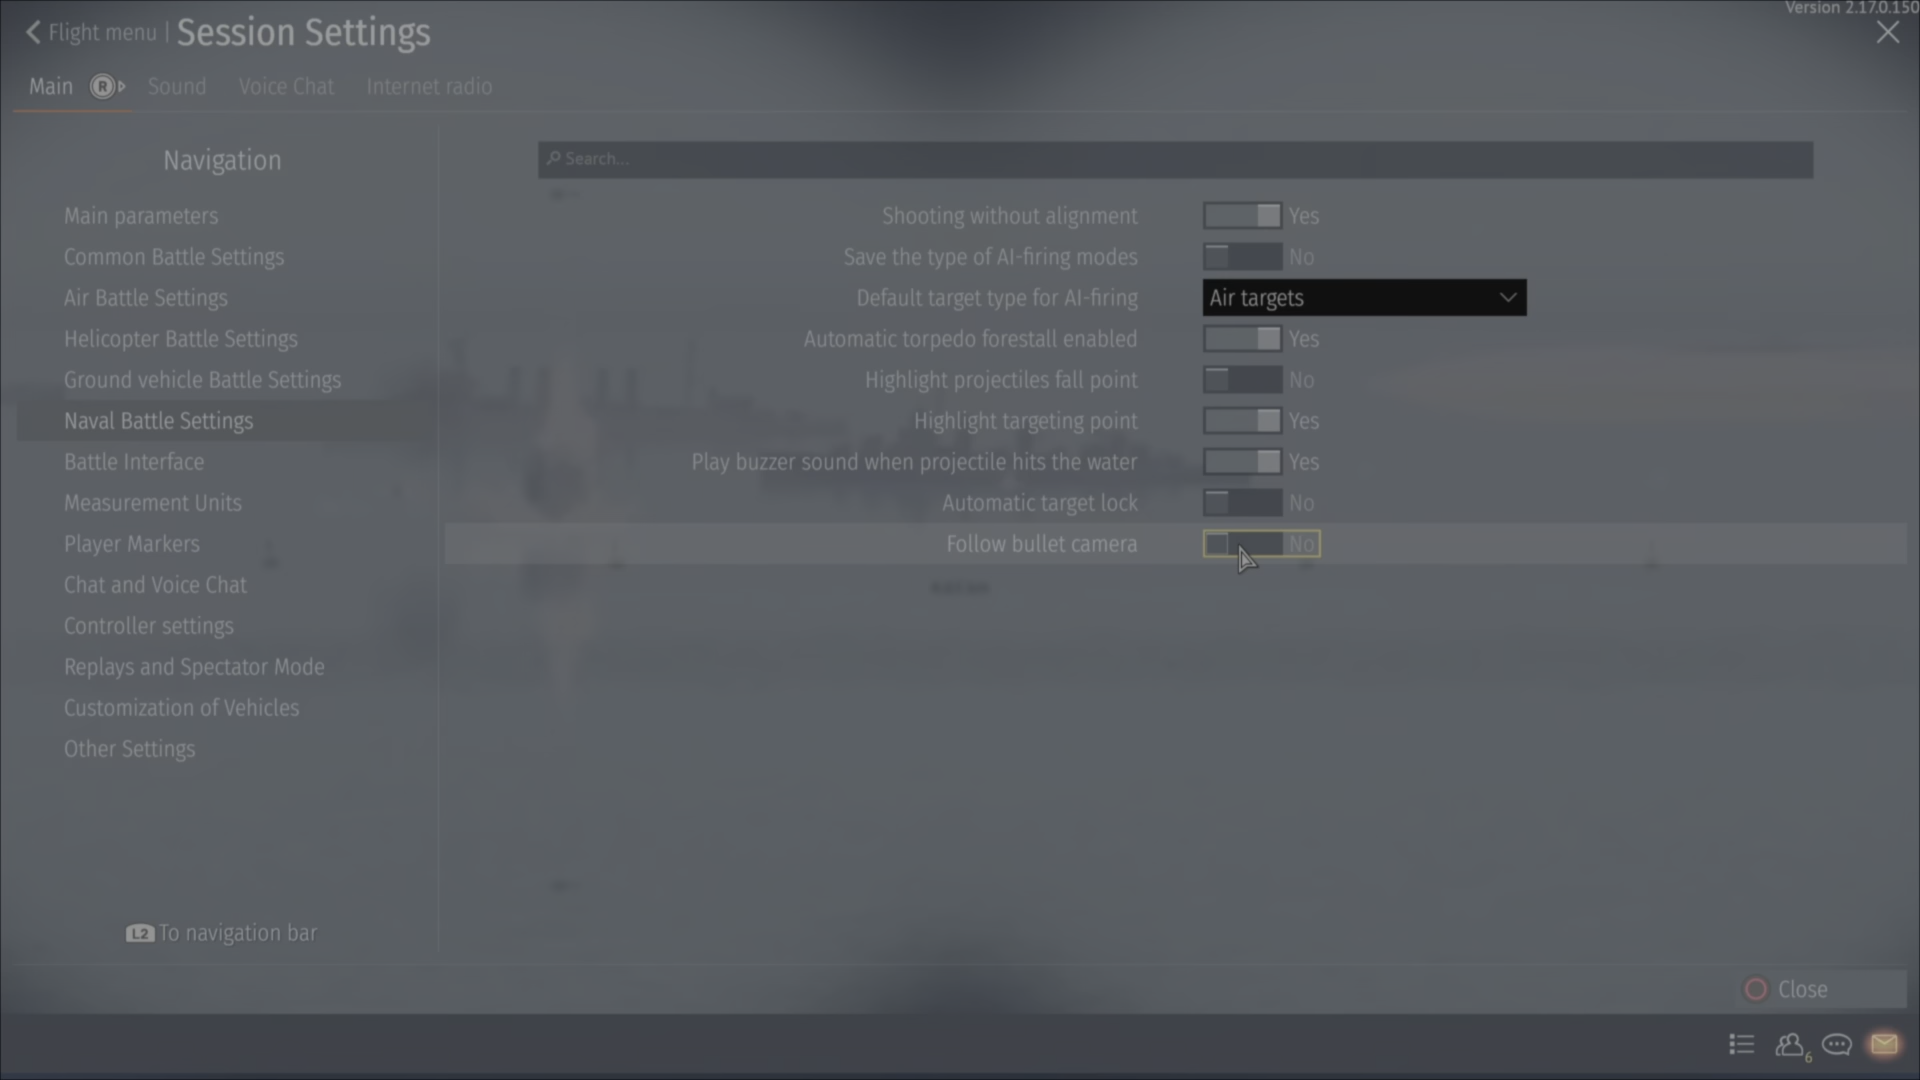 Version 2.17.0.150
Flight menu | Session Settings
Main R Sound Voice Chat Internet radio
Navigation
Search...
Main parameters
Common Battle Settings
Air Battle Settings
Helicopter Battle Settings
Ground vehicle Battle Settings
Naval Battle Settings
Battle Interface
Measurement Units
Player Markers
Chat and Voice Chat
Controller settings
Replays and Spectator Mode
Customization of Vehicles
Other Settings
L2 To navigation bar
Shooting without alignment Yes
Save the type of AI-firing modes No
Default target type for AI-firing Air targets
Automatic torpedo forestall enabled Yes
Highlight projectiles fall point No
Highlight targeting point Yes
Play buzzer sound when projectile hits the water Yes
Automatic target lock No
Follow bullet camera No
Close
6